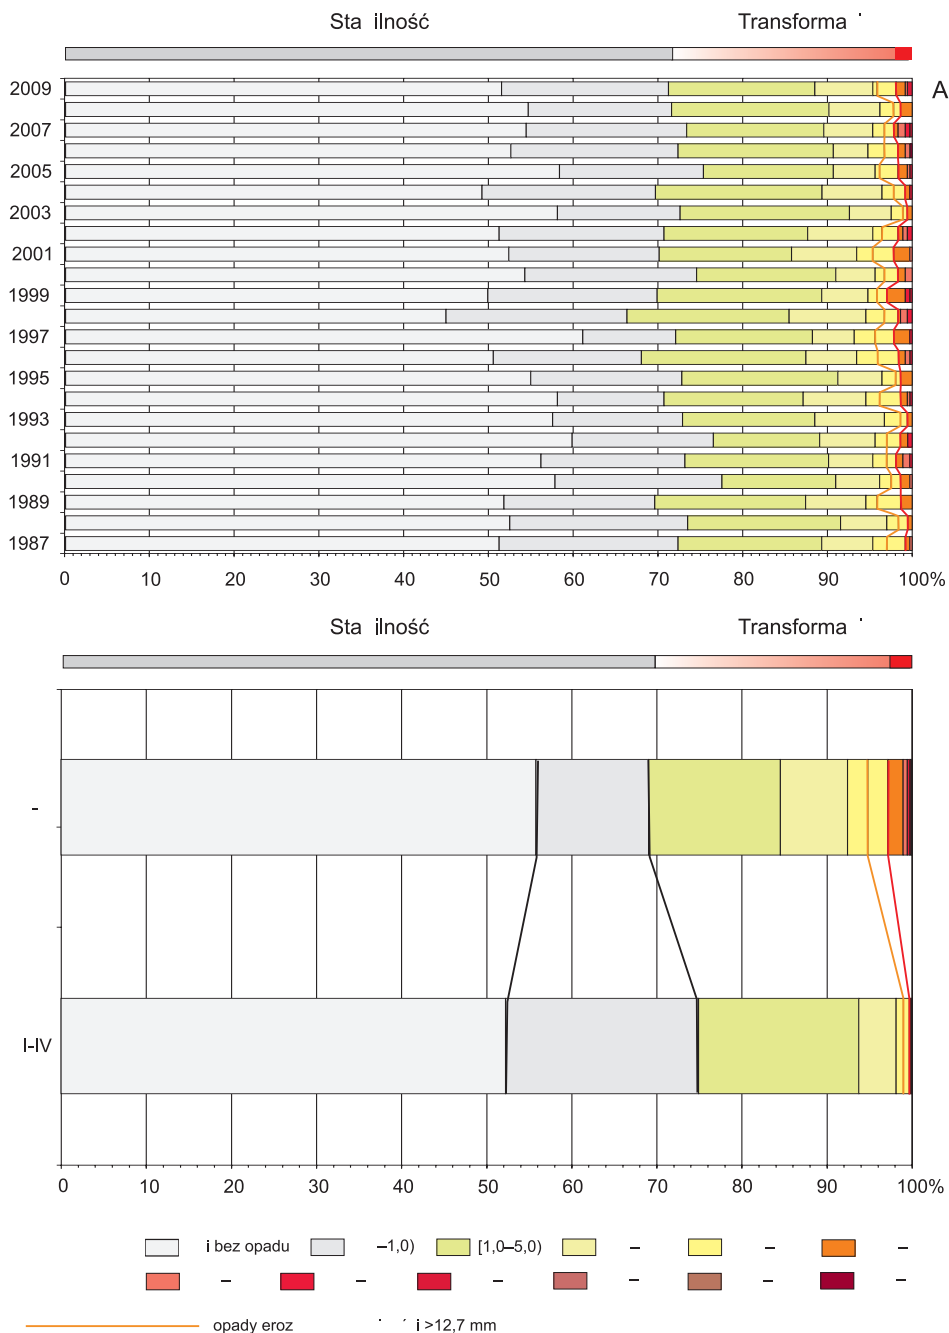 Sta ilność Transforma
A
2009
2007
2005
2003
2001
1999
1997
1995
1993
1991
1989
1987
0 10 20 30 40 50 60 70 80 90 100%
Sta ilność Transforma
-
I-IV
0 10 20 30 40 50 60 70 80 90 100%
i bez opadu –1,0) [1,0–5,0) – – –
– – – – – –
opady eroz i >12,7 mm